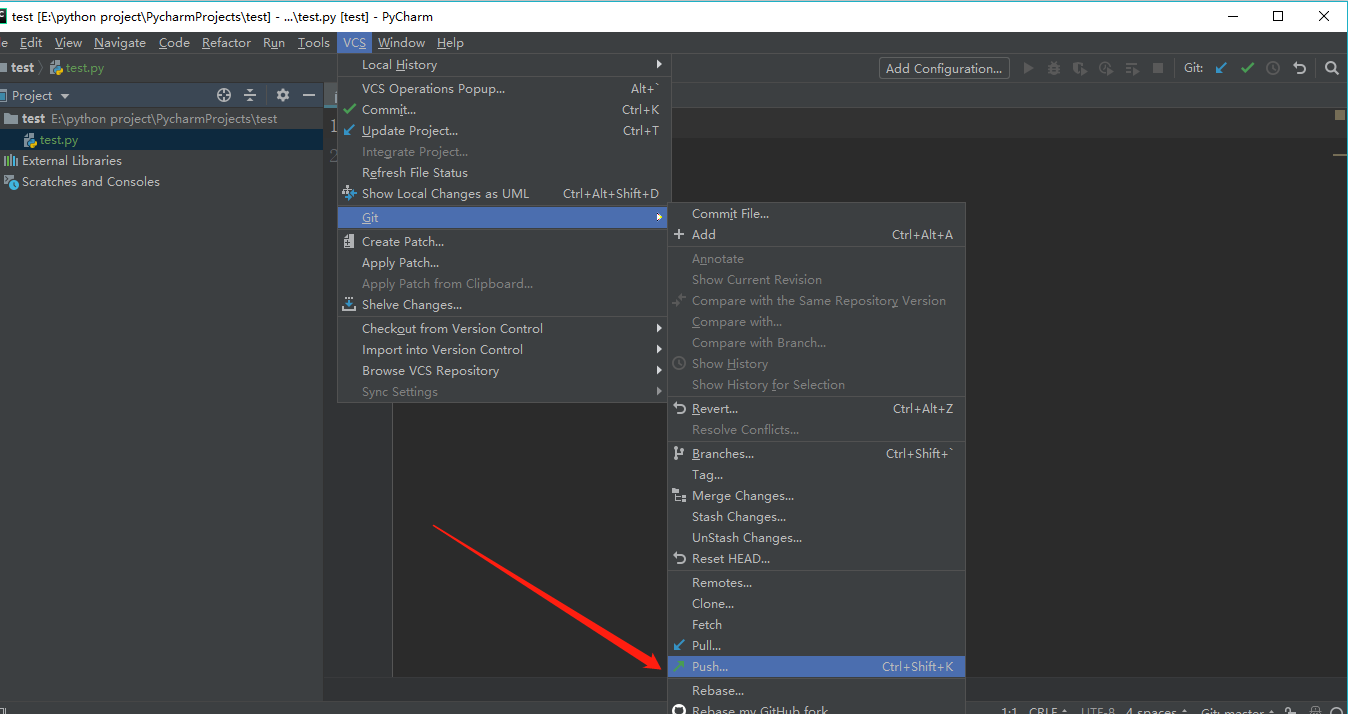 test [E:\python project\PycharmProjects\test] - ...\test.py [test] - PyCharm
e Edit View Navigate Code Refactor Run Tools VCS Window Help
test test.py Add Configuration... Git:
Project
test E:\python project\PycharmProjects\test
test.py
External Libraries
Scratches and Consoles
1
2
Local History
VCS Operations Popup... Alt+`
Commit... Ctrl+K
Update Project... Ctrl+T
Integrate Project...
Refresh File Status
Show Local Changes as UML Ctrl+Alt+Shift+D
Git
Create Patch...
Apply Patch...
Apply Patch from Clipboard...
Shelve Changes...
Checkout from Version Control
Import into Version Control
Browse VCS Repository
Sync Settings
Commit File...
Add Ctrl+Alt+A
Annotate
Show Current Revision
Compare with the Same Repository Version
Compare with...
Compare with Branch...
Show History
Show History for Selection
Revert... Ctrl+Alt+Z
Resolve Conflicts...
Branches... Ctrl+Shift+`
Tag...
Merge Changes...
Stash Changes...
UnStash Changes...
Reset HEAD...
Remotes...
Clone...
Fetch
Pull...
Push... Ctrl+Shift+K
Rebase...
Rebase my GitHub fork
1:1 CRLF UTF-8 4 spaces Git: master